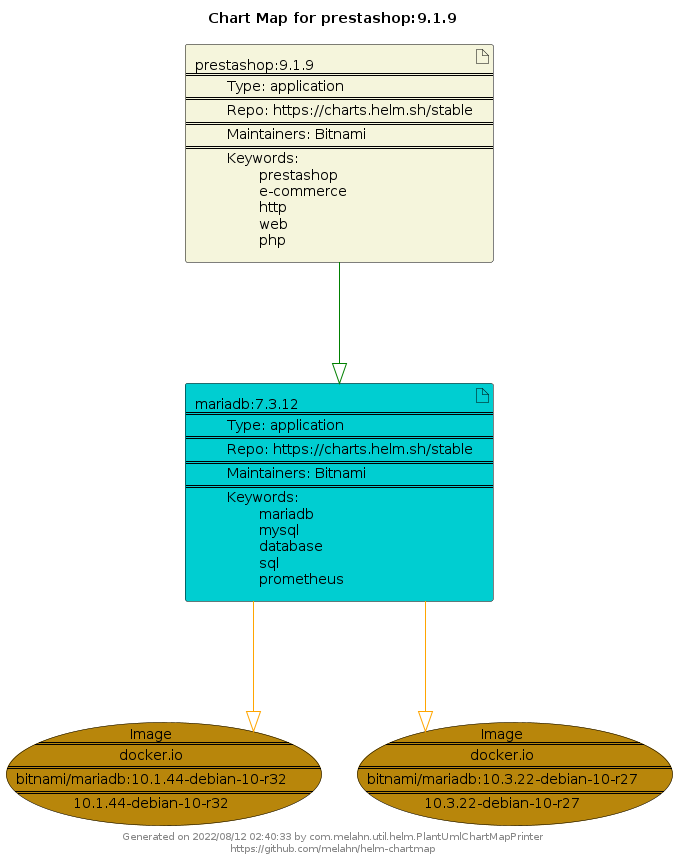 Chart Map for prestashop:9.1.9
prestashop:9.1.9
Type: application
Repo: https://charts.helm.sh/stable
Maintainers: Bitnami
Keywords:
prestashop
e-commerce
http
web
php
mariadb:7.3.12
Type: application
Repo: https://charts.helm.sh/stable
Maintainers: Bitnami
Keywords:
mariadb
mysql
database
sql
prometheus
Image
docker.io
bitnami/mariadb:10.1.44-debian-10-r32
10.1.44-debian-10-r32
Image
docker.io
bitnami/mariadb:10.3.22-debian-10-r27
10.3.22-debian-10-r27
Generated on 2022/08/12 02:40:33 by com.melahn.util.helm.PlantUmlChartMapPrinter
https://github.com/melahn/helm-chartmap